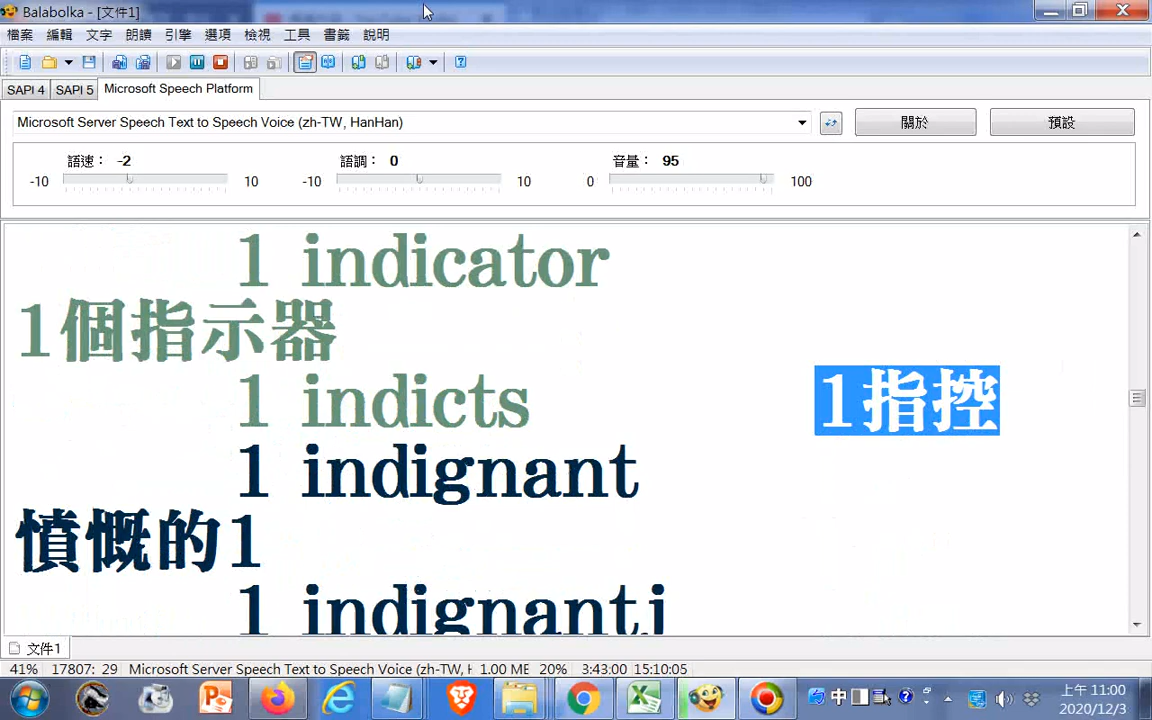 Balabolka - [文件1]
檔案 編輯 文字 朗讀 引擎 選項 檢視 工具 書籤 說明
SAPI 4 SAPI 5 Microsoft Speech Platform
Microsoft Server Speech Text to Speech Voice (zh-TW, HanHan) 關於 預設
語速： -2 語調： 0 音量： 95
-10 10 -10 10 0 100
1 indicator
1個指示器
1 indicts 1指控
1 indignant
憤慨的1
1 indignantj
文件1
41% 17807: 29 Microsoft Server Speech Text to Speech Voice (zh-TW, H 1.00 ME 20% 3:43:00 15:10:05
中 上午 11:00
2020/12/3